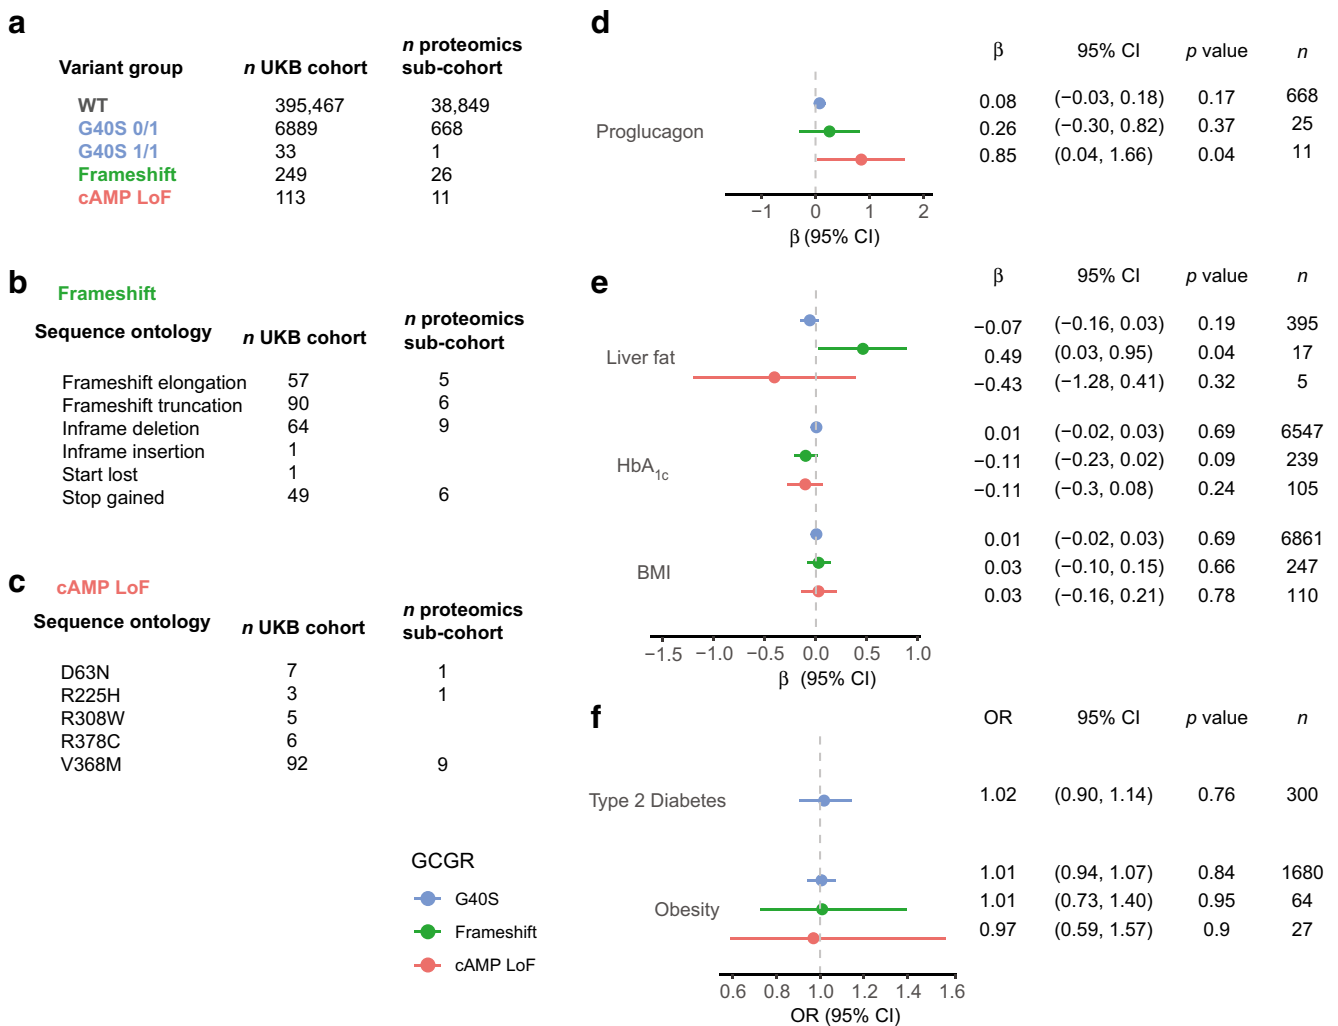 a
Variant group n UKB cohort n proteomics sub-cohort
WT 395,467 38,849
G40S 0/1 6889 668
G40S 1/1 33 1
Frameshift 249 26
cAMP LoF 113 11
b Frameshift
Sequence ontology n UKB cohort n proteomics sub-cohort
Frameshift elongation 57 5
Frameshift truncation 90 6
Inframe deletion 64 9
Inframe insertion 1
Start lost 1
Stop gained 49 6
c cAMP LoF
Sequence ontology n UKB cohort n proteomics sub-cohort
D63N 7 1
R225H 3 1
R308W 5
R378C 6
V368M 92 9
GCGR
G40S
Frameshift
cAMP LoF
d
β 95% CI p value n
Proglucagon
0.08 (−0.03, 0.18) 0.17 668
0.26 (−0.30, 0.82) 0.37 25
0.85 (0.04, 1.66) 0.04 11
−1 0 1 2
β (95% CI)
e
β 95% CI p value n
Liver fat
−0.07 (−0.16, 0.03) 0.19 395
0.49 (0.03, 0.95) 0.04 17
−0.43 (−1.28, 0.41) 0.32 5
HbA1c
0.01 (−0.02, 0.03) 0.69 6547
−0.11 (−0.23, 0.02) 0.09 239
−0.11 (−0.3, 0.08) 0.24 105
BMI
0.01 (−0.02, 0.03) 0.69 6861
0.03 (−0.10, 0.15) 0.66 247
0.03 (−0.16, 0.21) 0.78 110
−1.5 −1.0 −0.5 0.0 0.5 1.0
β (95% CI)
f
OR 95% CI p value n
Type 2 Diabetes
1.02 (0.90, 1.14) 0.76 300
Obesity
1.01 (0.94, 1.07) 0.84 1680
1.01 (0.73, 1.40) 0.95 64
0.97 (0.59, 1.57) 0.9 27
0.6 0.8 1.0 1.2 1.4 1.6
OR (95% CI)